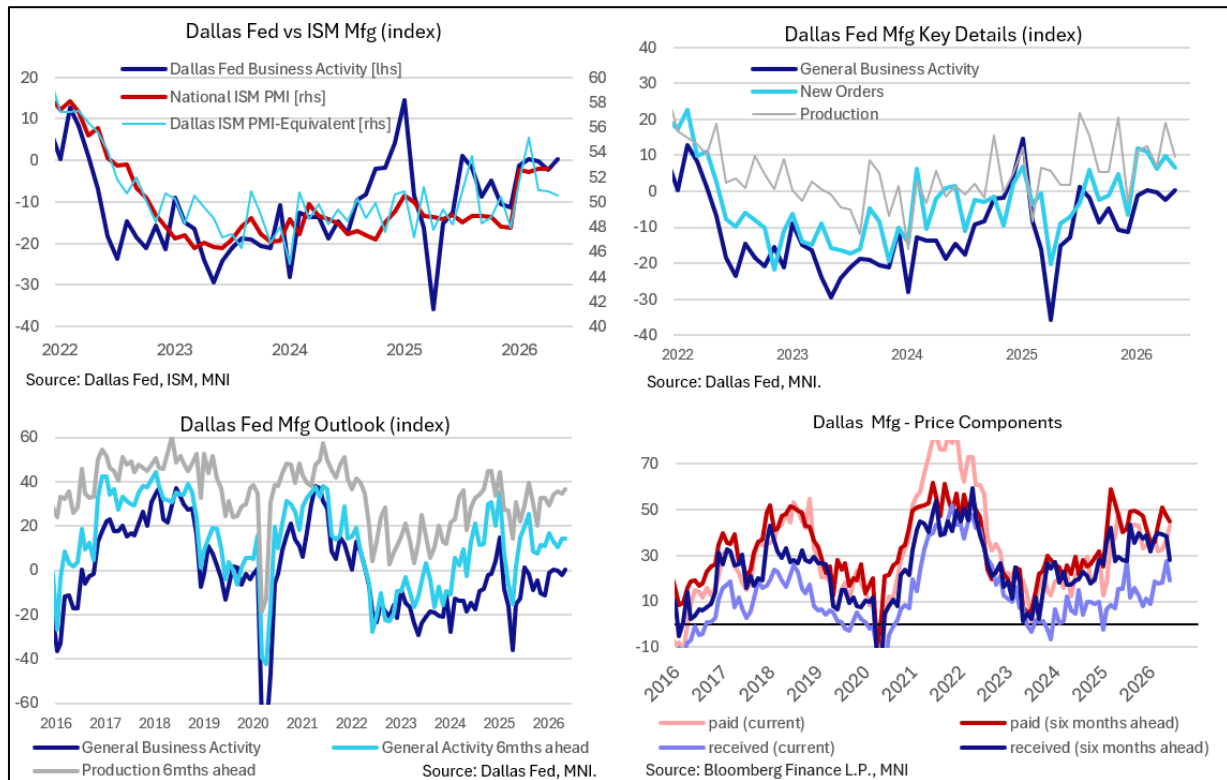 Dallas Fed vs ISM Mfg (index)
Dallas Fed Business Activity [lhs]
National ISM PMI [rhs]
Dallas ISM PMI-Equivalent [rhs]
20
10
0
-10
-20
-30
-40
60
58
56
54
52
50
48
46
44
42
40
2022 2023 2024 2025 2026
Source: Dallas Fed, ISM, MNI
Dallas Fed Mfg Key Details (index)
General Business Activity
New Orders
Production
40
30
20
10
0
-10
-20
-30
-40
2022 2023 2024 2025 2026
Source: Dallas Fed, MNI.
Dallas Fed Mfg Outlook (index)
60
40
20
0
-20
-40
-60
2016 2017 2018 2019 2020 2021 2022 2023 2024 2025 2026
General Business Activity
General Activity 6mths ahead
Production 6mths ahead
Source: Dallas Fed, MNI.
Dallas Mfg - Price Components
70
50
30
10
-10
2016 2017 2018 2019 2020 2021 2022 2023 2024 2025 2026
paid (current)
paid (six months ahead)
received (current)
received (six months ahead)
Source: Bloomberg Finance L.P., MNI